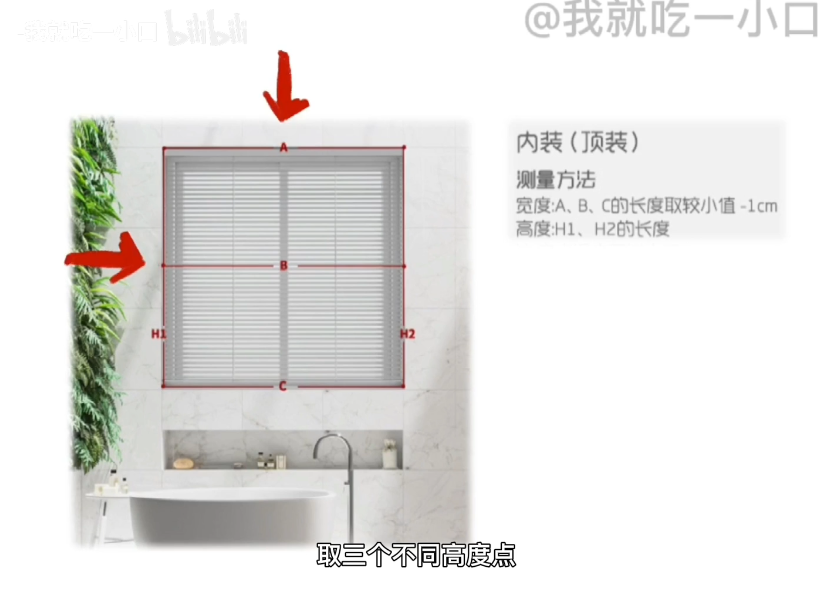 @我就吃一小口
bilibili
A
B
H1
H2
C
内装（顶装）
测量方法
宽度:A、B、C的长度取较小值 -1cm
高度:H1、H2的长度
取三个不同高度点